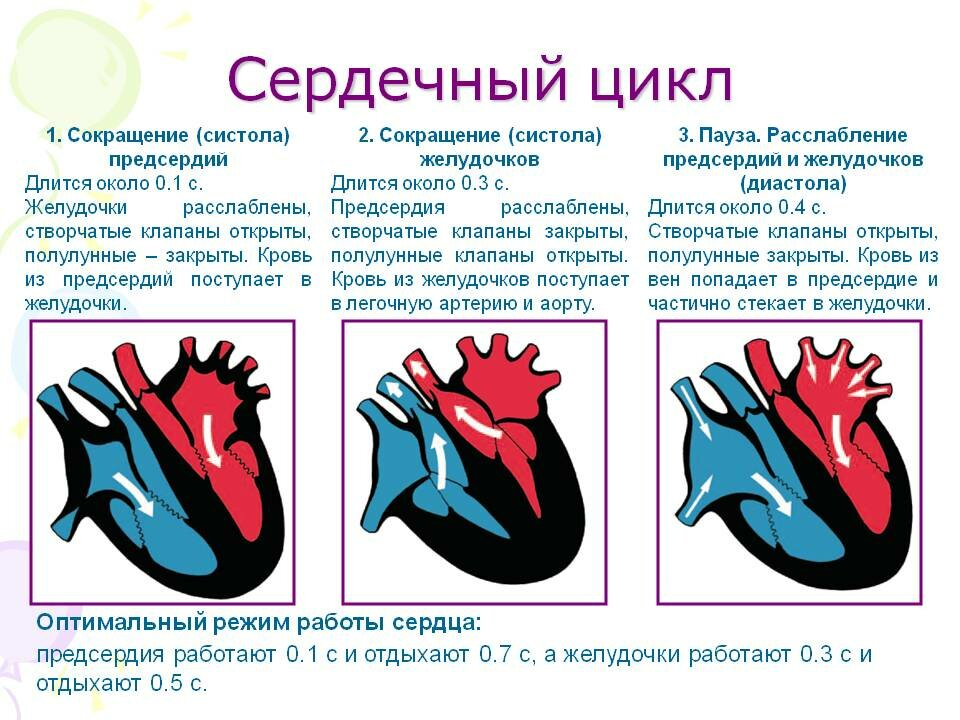 Сердечный цикл
1. Сокращение (систола)
предсердий
Длится около 0.1 с.
Желудочки расслаблены,
створчатые клапаны открыты,
полулунные – закрыты. Кровь
из предсердий поступает в
желудочки.
2. Сокращение (систола)
желудочков
Длится около 0.3 с.
Предсердия расслаблены,
створчатые клапаны закрыты,
полулунные клапаны открыты.
Кровь из желудочков поступает
в легочную артерию и аорту.
3. Пауза. Расслабление
предсердий и желудочков
(диастола)
Длится около 0.4 с.
Створчатые клапаны открыты,
полулунные закрыты. Кровь из
вен попадает в предсердие и
частично стекает в желудочки.
Оптимальный режим работы сердца:
предсердия работают 0.1 с и отдыхают 0.7 с, а желудочки работают 0.3 с и
отдыхают 0.5 с.